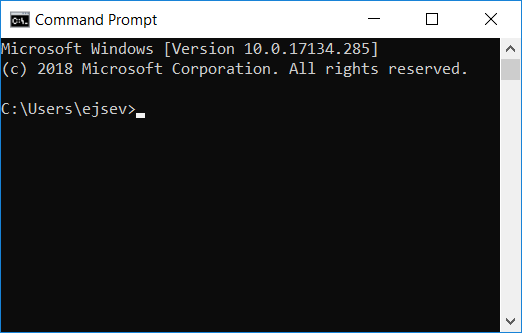 Command Prompt
Microsoft Windows [Version 10.0.17134.285]
(c) 2018 Microsoft Corporation. All rights reserved.
C:\Users\ejsev>